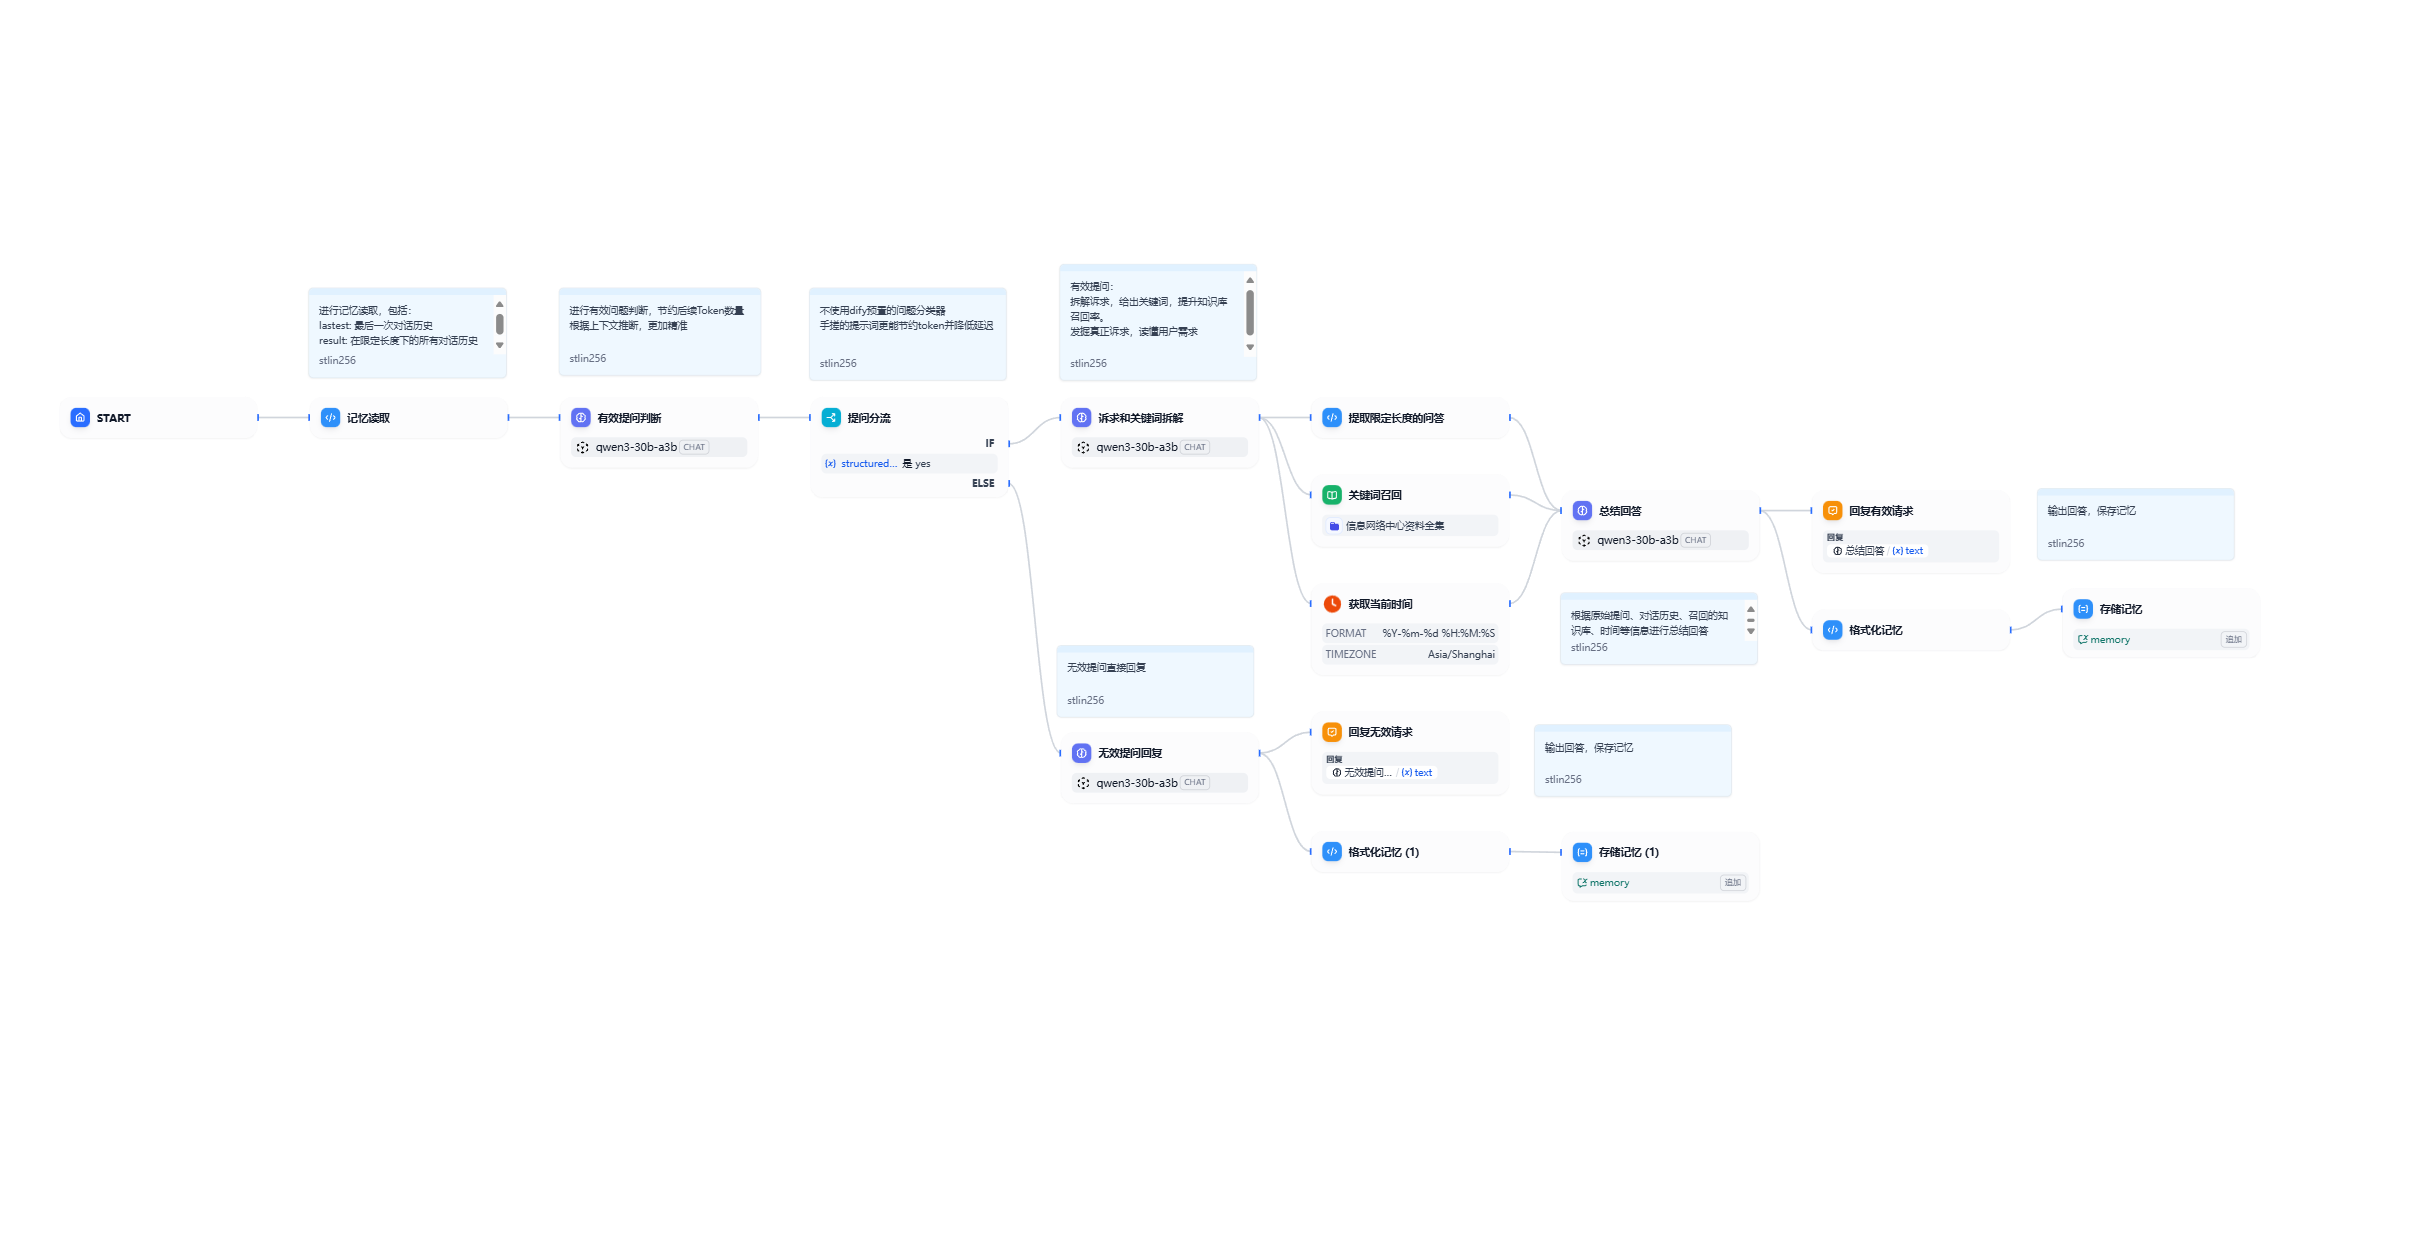 进行记忆读取，包括：
lastest: 最后一次对话历史
result: 在限定长度下的所有对话历史
stlin256
进行有效问题判断，节约后续Token数量
根据上下文推断，更加精准
stlin256
不使用dify预置的问题分类器
手搓的提示词更能节约token并降低延迟
stlin256
有效提问：
拆解诉求，给出关键词，提升知识库
召回率。
发掘真正诉求，读懂用户需求
stlin256
START
记忆读取
有效提问判断
qwen3-30b-a3b CHAT
提问分流
IF
(x) structured... 是 yes
ELSE
诉求和关键词拆解
qwen3-30b-a3b CHAT
提取限定长度的问答
关键词召回
信息网络中心资料全集
获取当前时间
FORMAT %Y-%m-%d %H:%M:%S
TIMEZONE Asia/Shanghai
总结回答
qwen3-30b-a3b CHAT
根据原始提问、对话历史、召回的知
识库、时间等信息进行总结回答
stlin256
回复有效请求
回复
总结回答 / (x) text
输出回答，保存记忆
stlin256
格式化记忆
存储记忆
memory 追加
无效提问直接回复
stlin256
无效提问回复
qwen3-30b-a3b CHAT
回复无效请求
回复
无效提问... / (x) text
输出回答，保存记忆
stlin256
格式化记忆 (1)
存储记忆 (1)
memory 追加